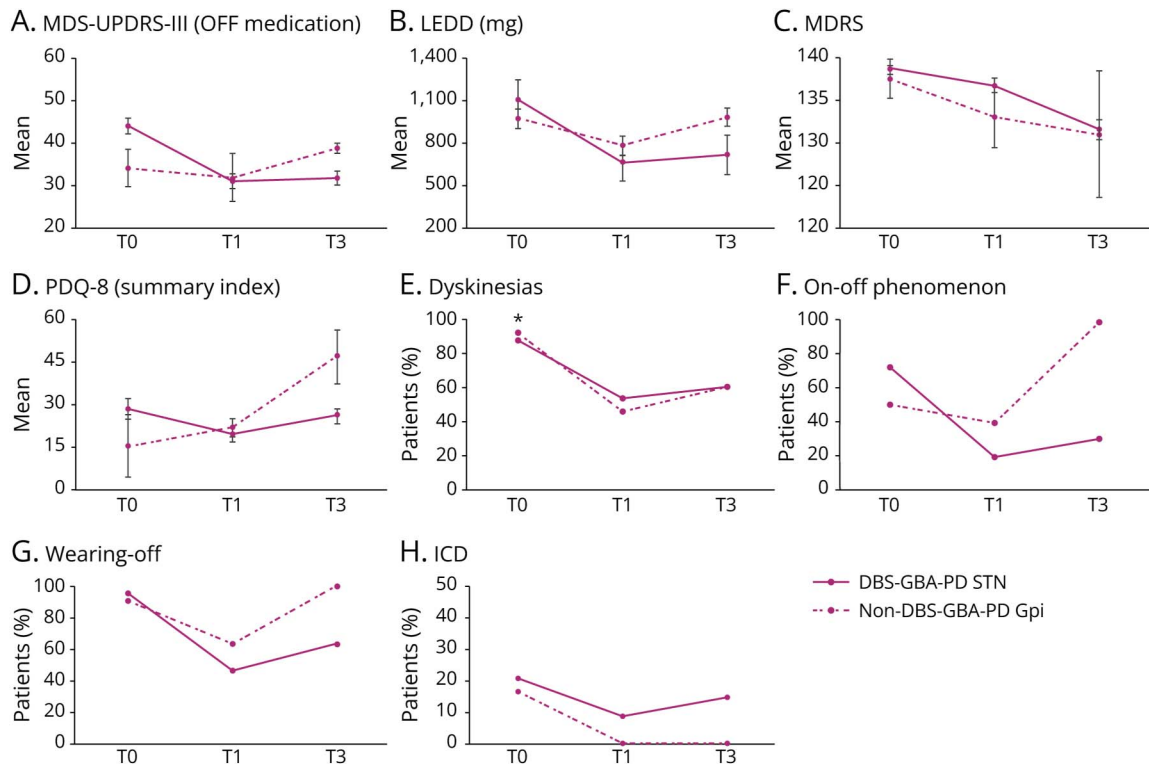 A. MDS-UPDRS-III (OFF medication)
60
50
40
30
20
Mean
T0 T1 T3
B. LEDD (mg)
1,400
1,100
800
500
200
Mean
T0 T1 T3
C. MDRS
140
135
130
120
120
Mean
T0 T1 T3
D. PDQ-8 (summary index)
60
45
30
15
0
Mean
T0 T1 T3
E. Dyskinesias
100
80
60
40
20
0
Patients (%)
*
T0 T1 T3
F. On-off phenomenon
100
80
60
40
20
0
Patients (%)
T0 T1 T3
G. Wearing-off
100
80
60
40
20
0
Patients (%)
T0 T1 T3
H. ICD
50
40
30
20
10
0
Patients (%)
T0 T1 T3
DBS-GBA-PD STN
Non-DBS-GBA-PD Gpi